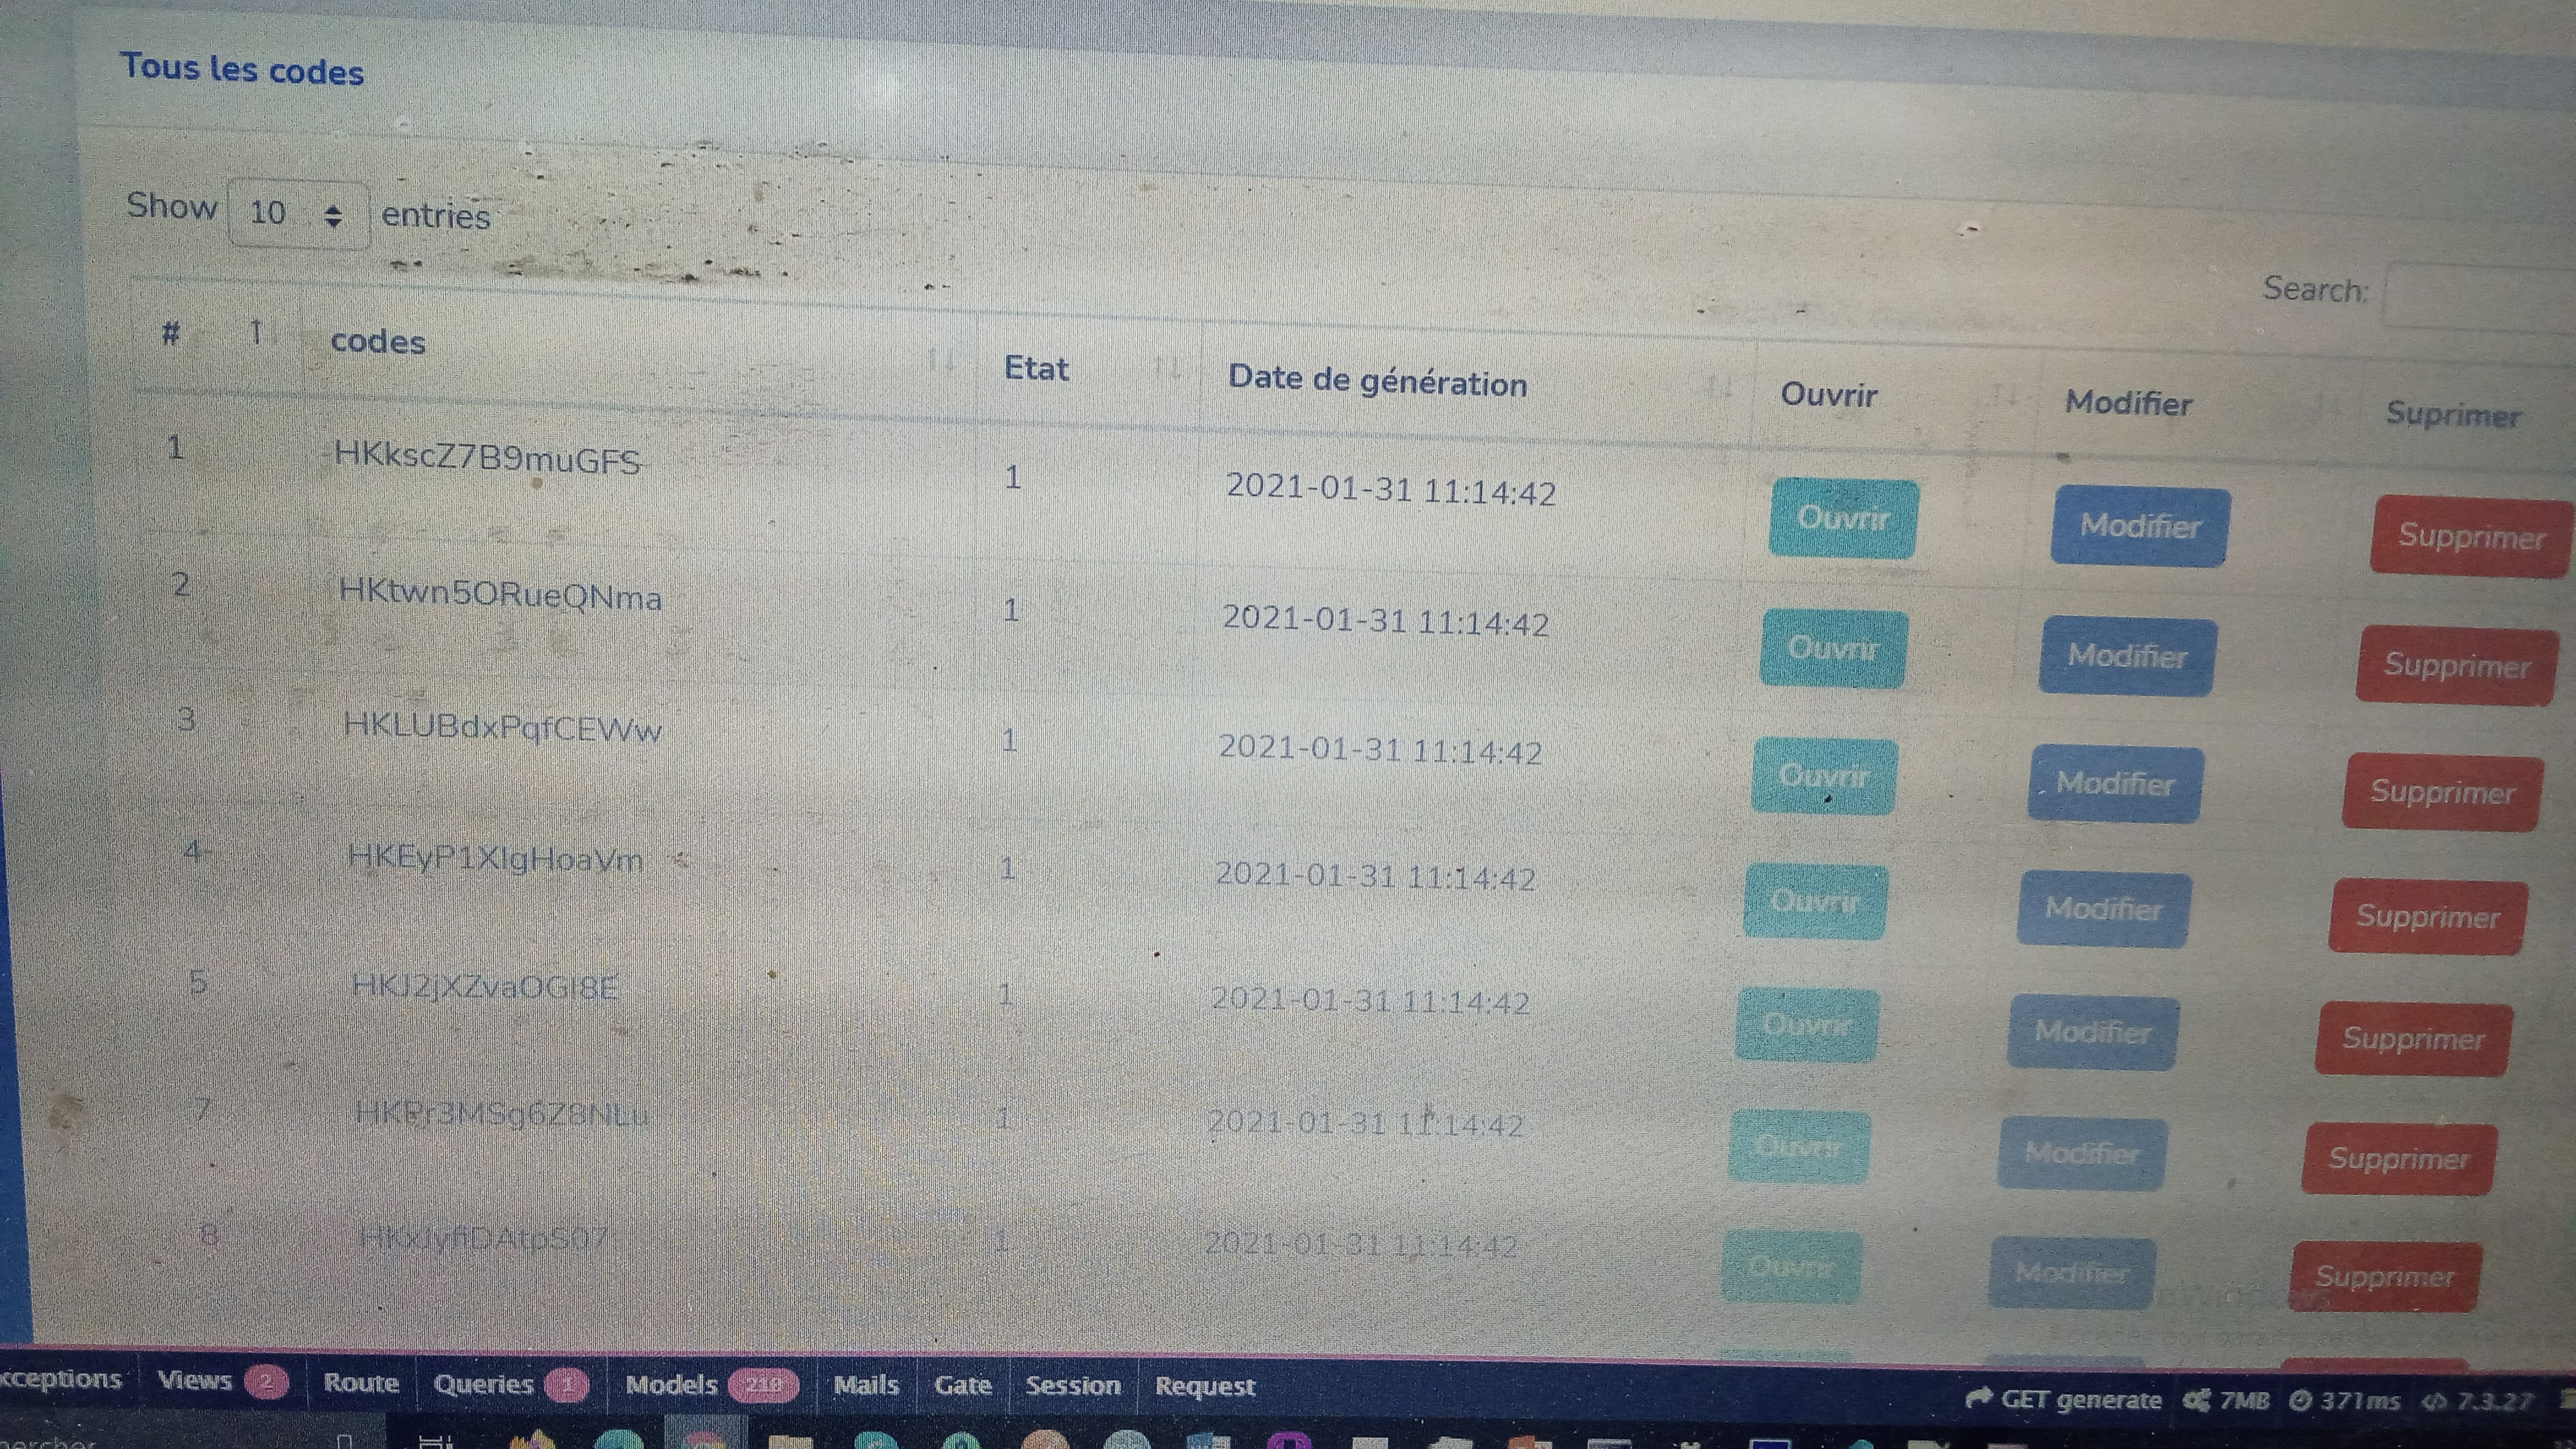 Tous les codes
Show 10 entries
Search:
# codes Etat Date de génération Ouvrir Modifier Suprimer
1 HKkscZ7B9muGFS 1 2021-01-31 11:14:42 Ouvrir Modifier Supprimer
2 HKtwn5ORueQNma 1 2021-01-31 11:14:42 Ouvrir Modifier Supprimer
3 HKLUBdxPqfCEWw 1 2021-01-31 11:14:42 Ouvrir Modifier Supprimer
4 HKEyP1XIgHoaVm 1 2021-01-31 11:14:42 Ouvrir Modifier Supprimer
5 HKJ2jXZvaOGI8E 1 2021-01-31 11:14:42 Ouvrir Modifier Supprimer
7 HKPr3MSg6Z8NLu 1 2021-01-31 11:14:42 Ouvrir Modifier Supprimer
8 1 2021-01-31 11:14:42 Ouvrir Modifier Supprimer
Views 2 Route Queries 1 Models 210 Mails Gate Session Request GET generate 7MB 371ms 7.3.27